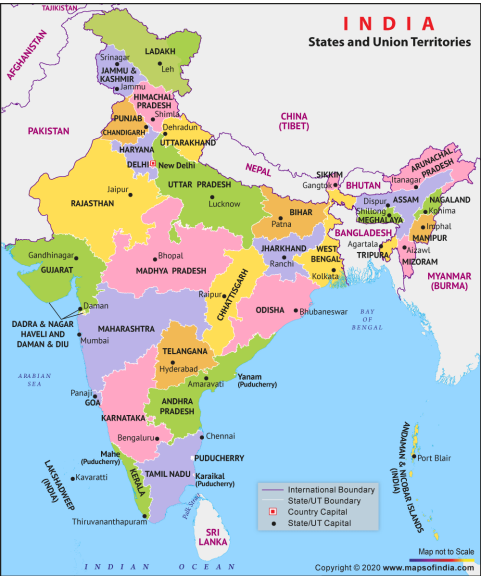 TAJIKISTAN
INDIA
States and Union Territories
AFGHANISTAN
LADAKH
Srinagar
Leh
JAMMU &
KASHMIR
Jammu
HIMACHAL
PRADESH
Shimla
PUNJAB
CHANDIGARH
Dehradun
UTTARAKHAND
PAKISTAN
CHINA
(TIBET)
HARYANA
DELHI
New Delhi
NEPAL
SIKKIM
Gangtok
BHUTAN
ARUNACHAL
PRADESH
Itanagar
UTTAR PRADESH
Lucknow
Jaipur
RAJASTHAN
BIHAR
Patna
Dispur
ASSAM
NAGALAND
Shillong
MEGHALAYA
Kohima
Imphal
MANIPUR
BANGLADESH
Agartala
TRIPURA
Aizawl
MIZORAM
MYANMAR
(BURMA)
Gandhinagar
GUJARAT
Bhopal
MADHYA PRADESH
JHARKHAND
Ranchi
WEST
BENGAL
Kolkata
CHHATTISGARH
Raipur
ODISHA
Bhubaneswar
Daman
DADRA & NAGAR
HAVELI AND
DAMAN & DIU
Mumbai
MAHARASHTRA
BAY
OF
BENGAL
TELANGANA
Hyderabad
ARABIAN
SEA
Yanam
(Puducherry)
Amaravati
ANDHRA
PRADESH
Panaji
GOA
KARNATAKA
Bengaluru
Chennai
Mahe
(Puducherry)
PUDUCHERRY
Karaikal
(Puducherry)
TAMIL NADU
KERALA
LAKSHADWEEP
(INDIA)
Kavaratti
Thiruvananthapuram
Palk Strait
SRI
LANKA
ANDAMAN & NICOBAR ISLANDS
(INDIA)
Port Blair
International Boundary
State/UT Boundary
Country Capital
State/UT Capital
Map not to Scale
INDIAN OCEAN
Copyright © 2020 www.mapsofindia.com